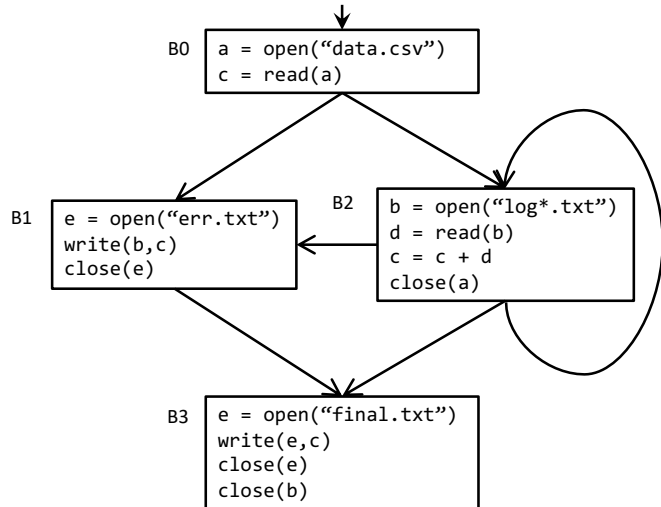 B0
a = open(“data.csv”)
c = read(a)
B1
e = open(“err.txt”)
write(b,c)
close(e)
B2
b = open(“log*.txt”)
d = read(b)
c = c + d
close(a)
B3
e = open(“final.txt”)
write(e,c)
close(e)
close(b)